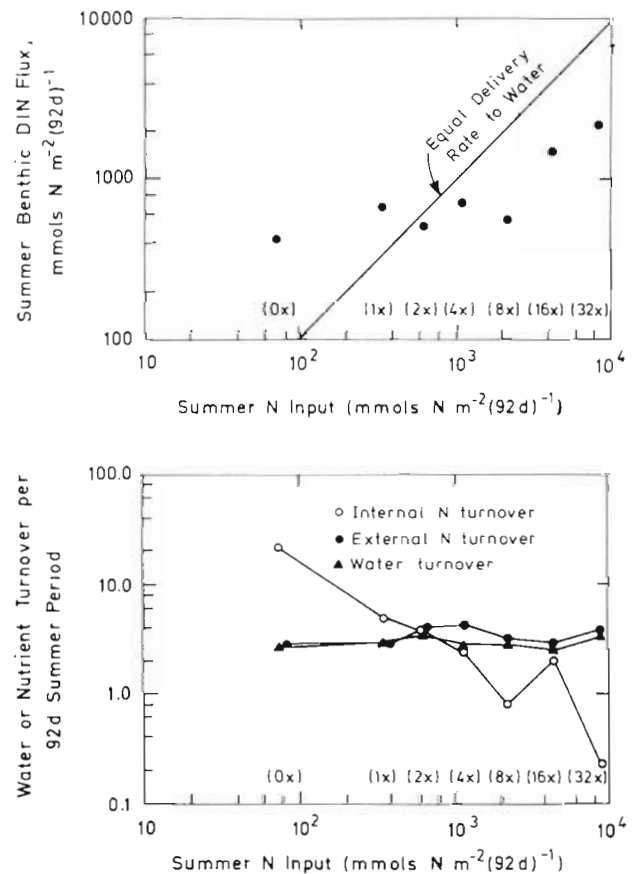 Summer Benthic DIN Flux,
mmols N m⁻²(92d)⁻¹
10000
1000
100
Equal Delivery
Rate to Water
(0x) (1x) (2x) (4x) (8x) (16x) (32x)
10 10² 10³ 10⁴
Summer N Input (mmols N m⁻²(92d)⁻¹)
Water or Nutrient Turnover per
92d Summer Period
100.0
10.0
1.0
0.1
Internal N turnover
External N turnover
Water turnover
(0x) (1x) (2x) (4x) (8x) (16x) (32x)
10 10² 10³ 10⁴
Summer N Input (mmols N m⁻²(92d)⁻¹)